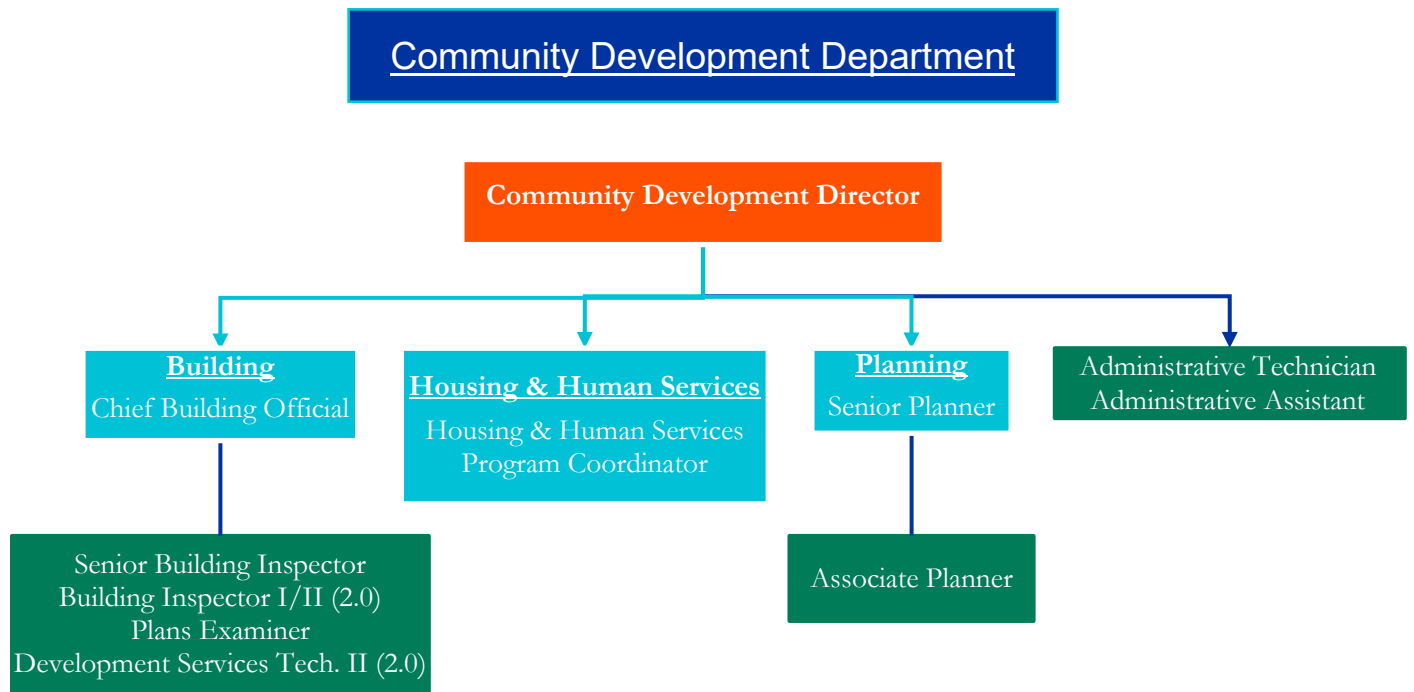 Community Development Department
Community Development Director
Building
Chief Building Official
Housing & Human Services
Housing & Human Services
Program Coordinator
Planning
Senior Planner
Administrative Technician
Administrative Assistant
Senior Building Inspector
Building Inspector I/II (2.0)
Plans Examiner
Development Services Tech. II (2.0)
Associate Planner